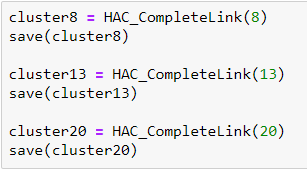 cluster8 = HAC_CompleteLink(8)
save(cluster8)
cluster13 = HAC_CompleteLink(13)
save(cluster13)
cluster20 = HAC_CompleteLink(20)
save(cluster20)